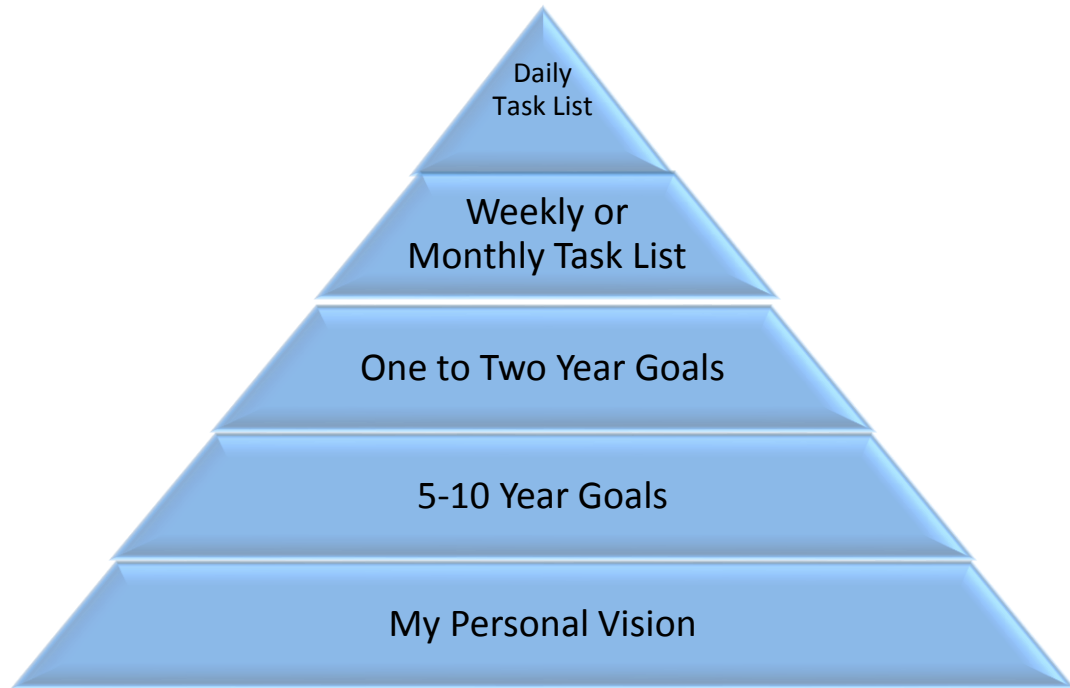 Daily
Task List
Weekly or
Monthly Task List
One to Two Year Goals
5-10 Year Goals
My Personal Vision